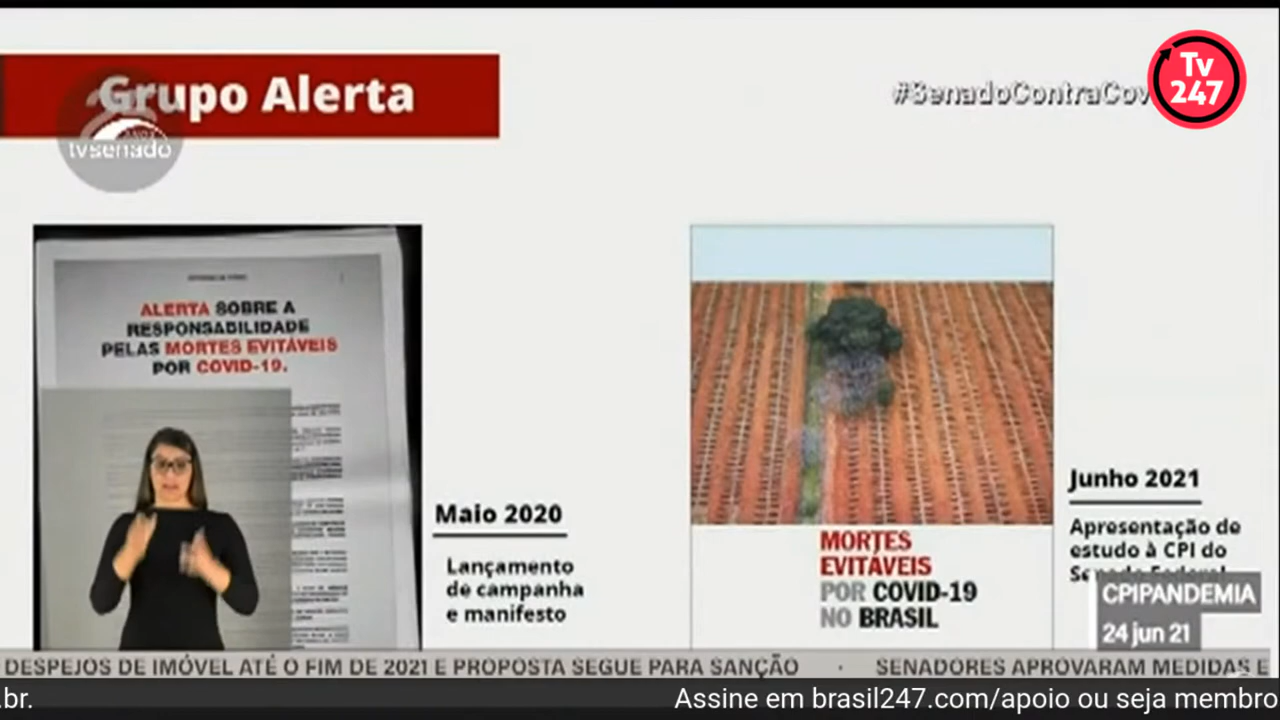 Grupo Alerta
tvsenado
#SenadoContraCov
Tv
247
ALERTA SOBRE A
RESPONSABILIDADE
PELAS MORTES EVITÁVEIS
POR COVID-19.
Maio 2020
Lançamento
de campanha
e manifesto
MORTES
EVITÁVEIS
POR COVID-19
NO BRASIL
Junho 2021
Apresentação de
estudo à CPI do
Senado Federal
CPIPANDEMIA
24 jun 21
DESPEJOS DE IMÓVEL ATÉ O FIM DE 2021 E PROPOSTA SEGUE PARA SANÇÃO · SENADORES APROVARAM MEDIDAS E
.br. Assine em brasil247.com/apoio ou seja membro